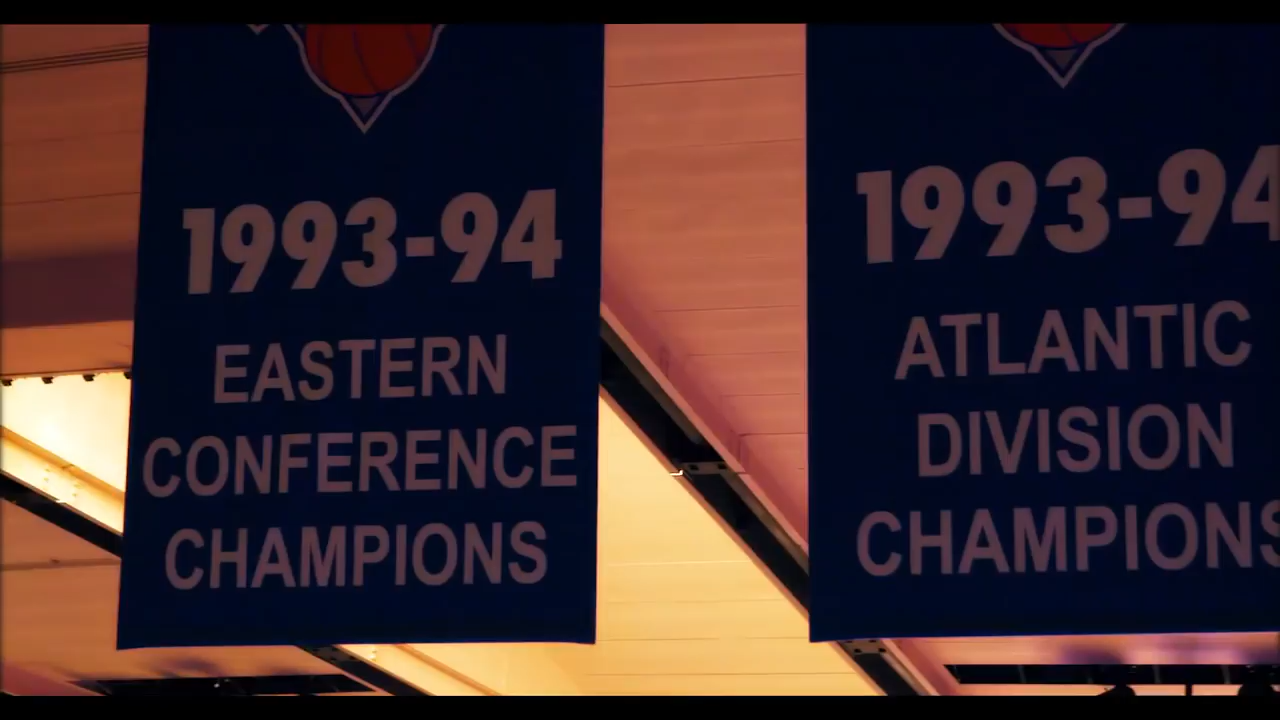 1993-94
EASTERN
CONFERENCE
CHAMPIONS
1993-94
ATLANTIC
DIVISION
CHAMPIONS